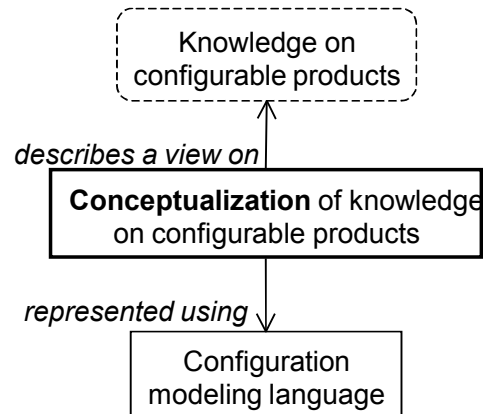 Knowledge on
configurable products
describes a view on
Conceptualization of knowledge
on configurable products
represented using
Configuration
modeling language